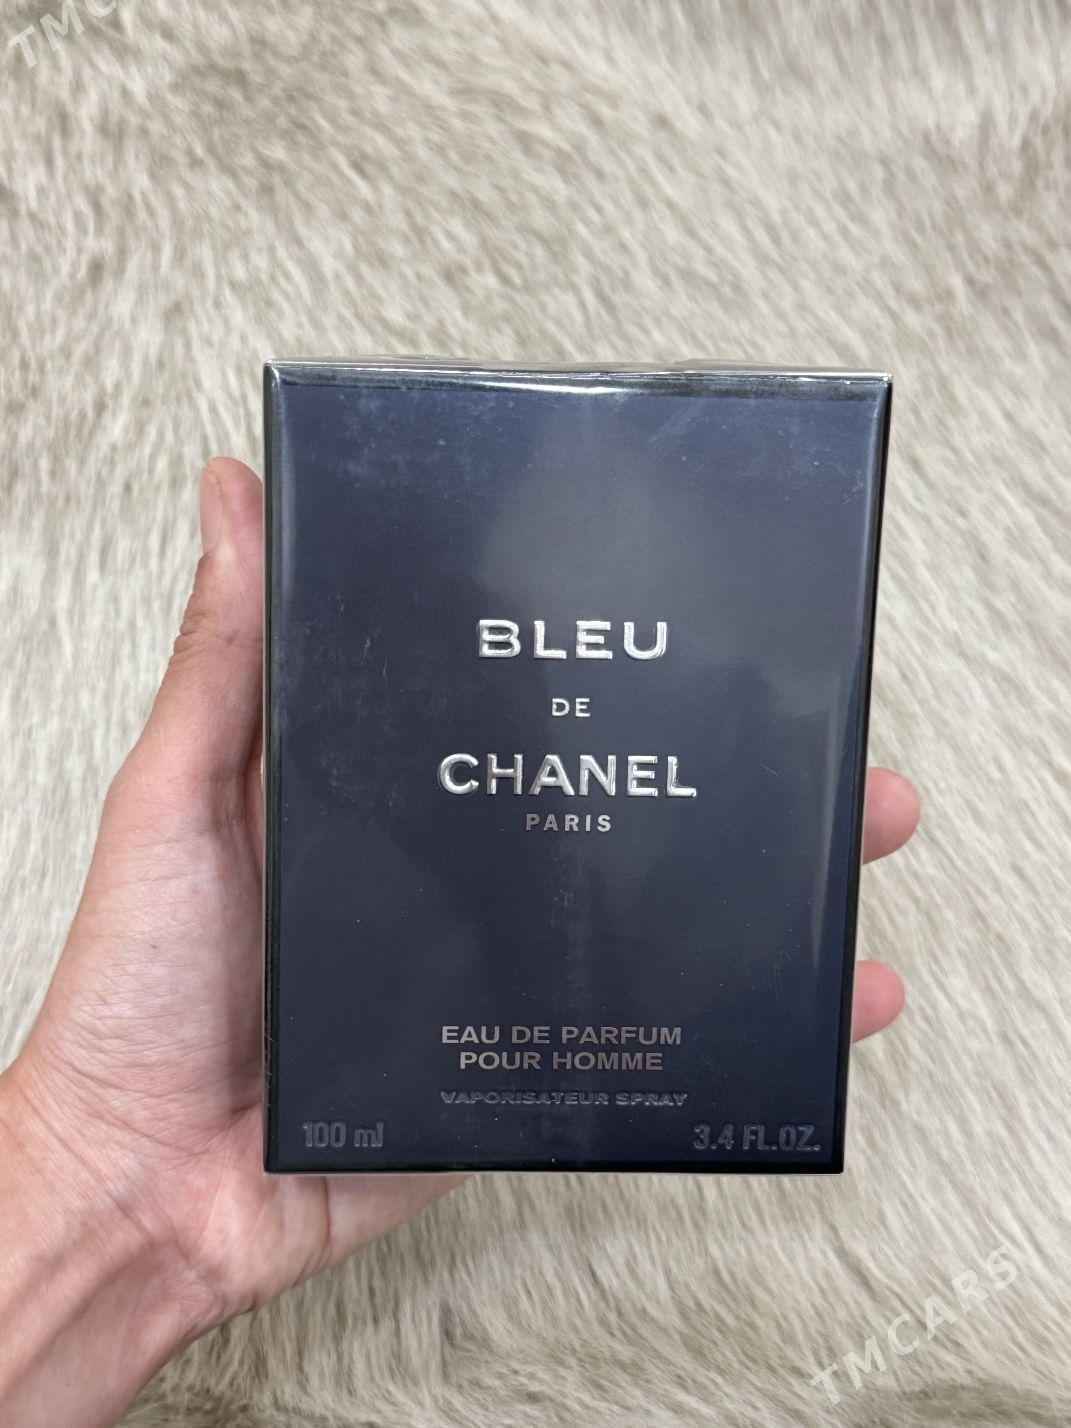 TMC
BLEU
DE
CHANEL
PARIS
EAU DE PARFUM
POUR HOMME
VAPORISATEUR SPRAY
100 ml
3.4 FL.OZ.
TMCARS